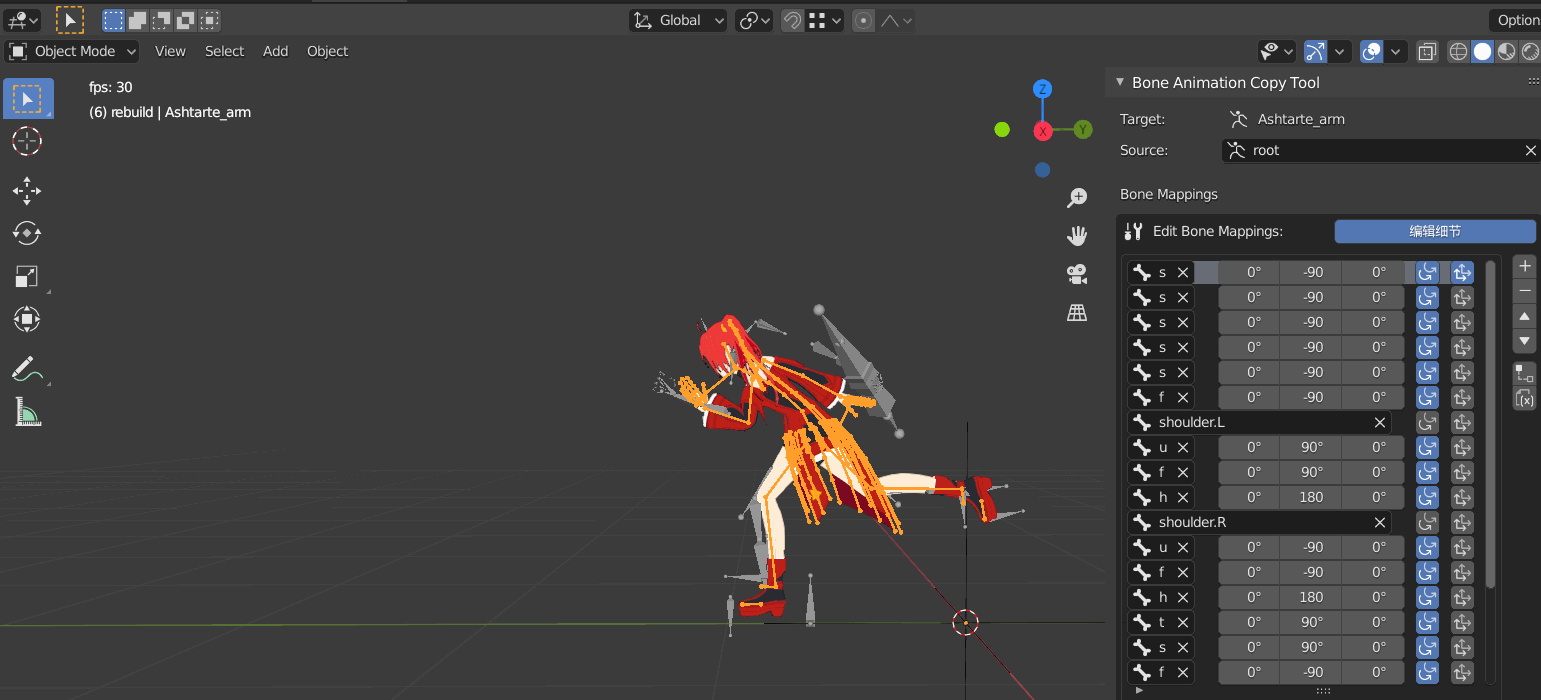 Global
Option
Object Mode
View
Select
Add
Object
fps: 30
(6) rebuild | Ashtarte_arm
Z
X
Y
Bone Animation Copy Tool
Target:
Ashtarte_arm
Source:
root
Bone Mappings
Edit Bone Mappings:
编辑细节
s 0° -90 0°
s 0° -90 0°
s 0° -90 0°
s 0° -90 0°
s 0° -90 0°
f 0° -90 0°
shoulder.L
u 0° 90° 0°
f 0° 90° 0°
h 0° 180 0°
shoulder.R
u 0° -90 0°
f 0° -90 0°
h 0° 180 0°
t 0° 90° 0°
s 0° 90° 0°
f 0° -90 0°